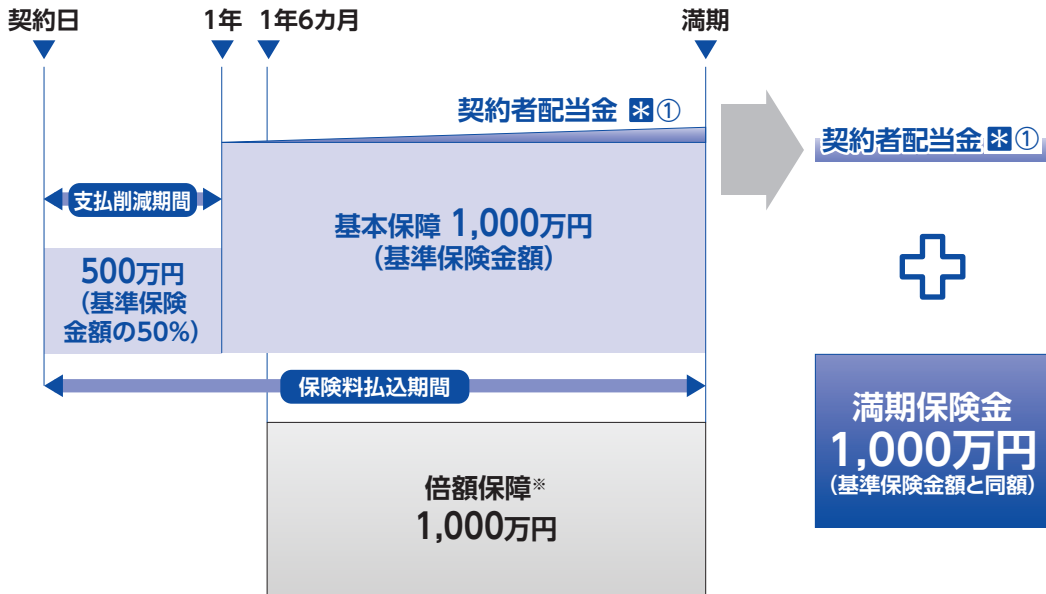 契約日
1年
1年6カ月
満期
契約者配当金 *①
支払削減期間
500万円
(基準保険
金額の50%)
基本保障 1,000万円
(基準保険金額)
保険料払込期間
倍額保障※
1,000万円
契約者配当金 *①
満期保険金
1,000万円
(基準保険金額と同額)